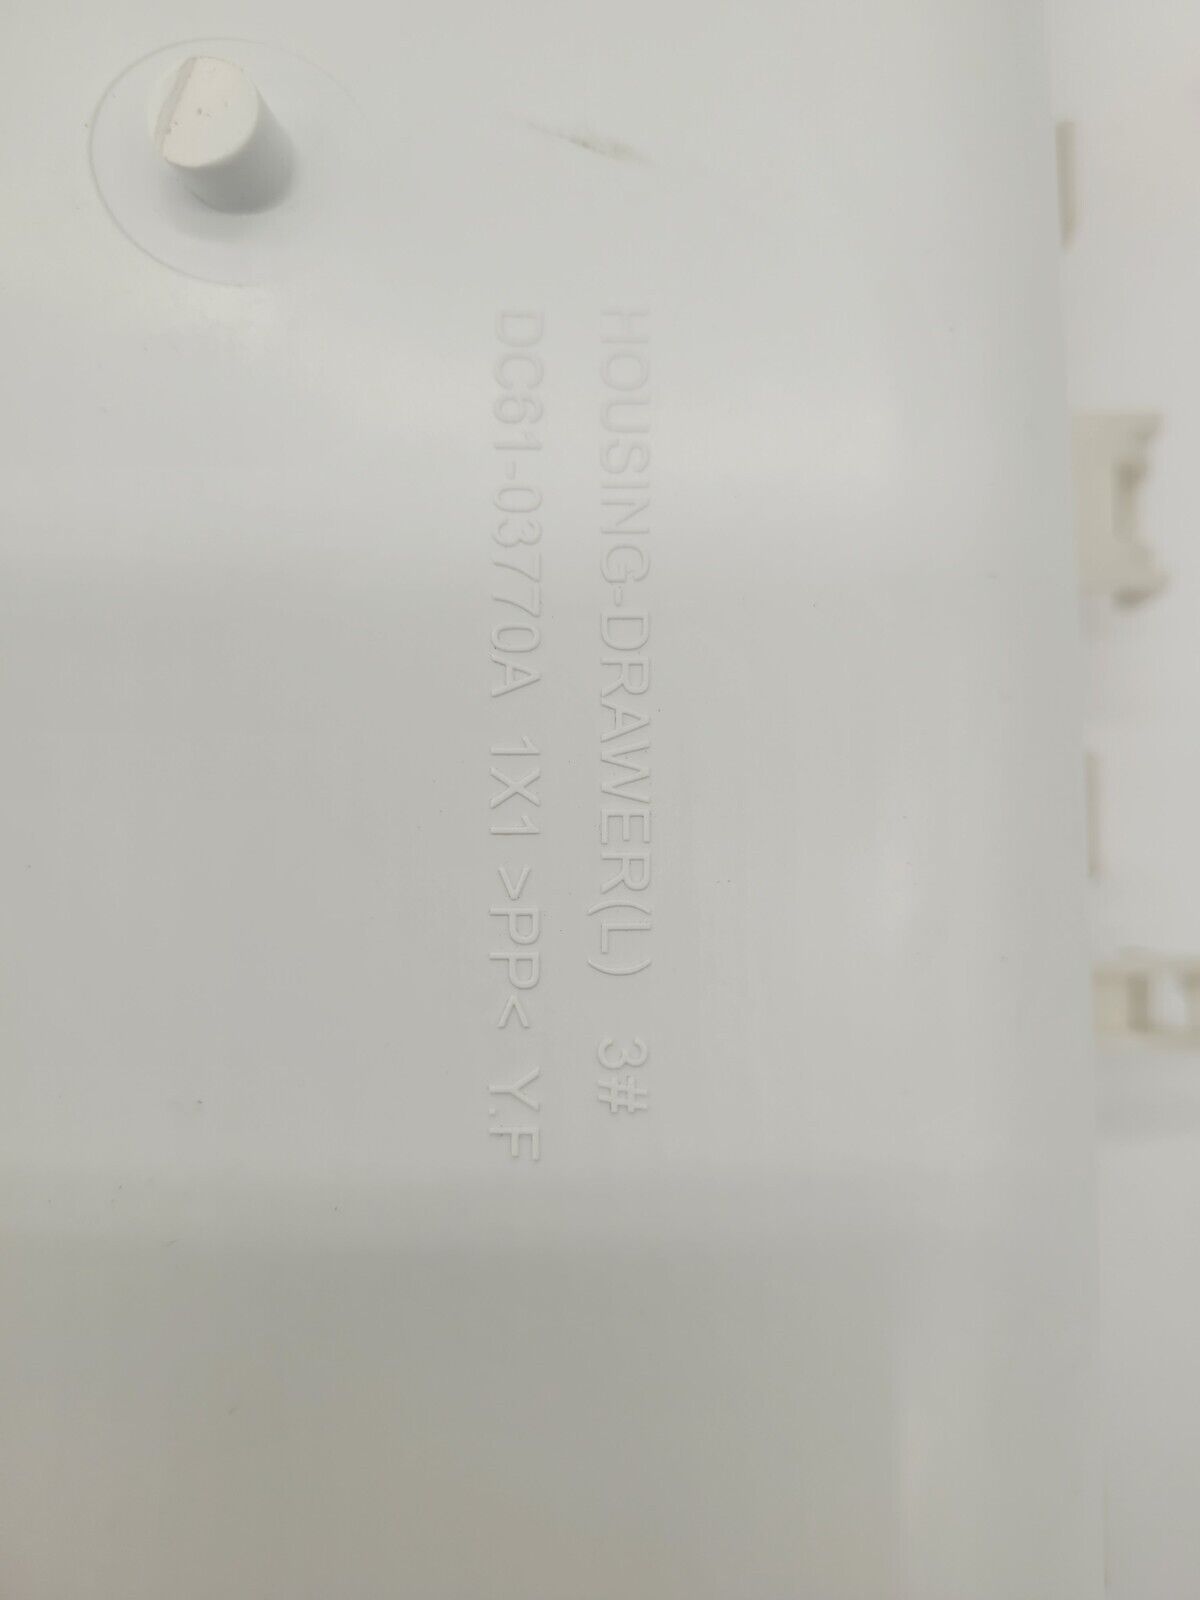 HOUSING-DRAWER(L) 3#
DC61-03770A 1X1 >PP< Y.F